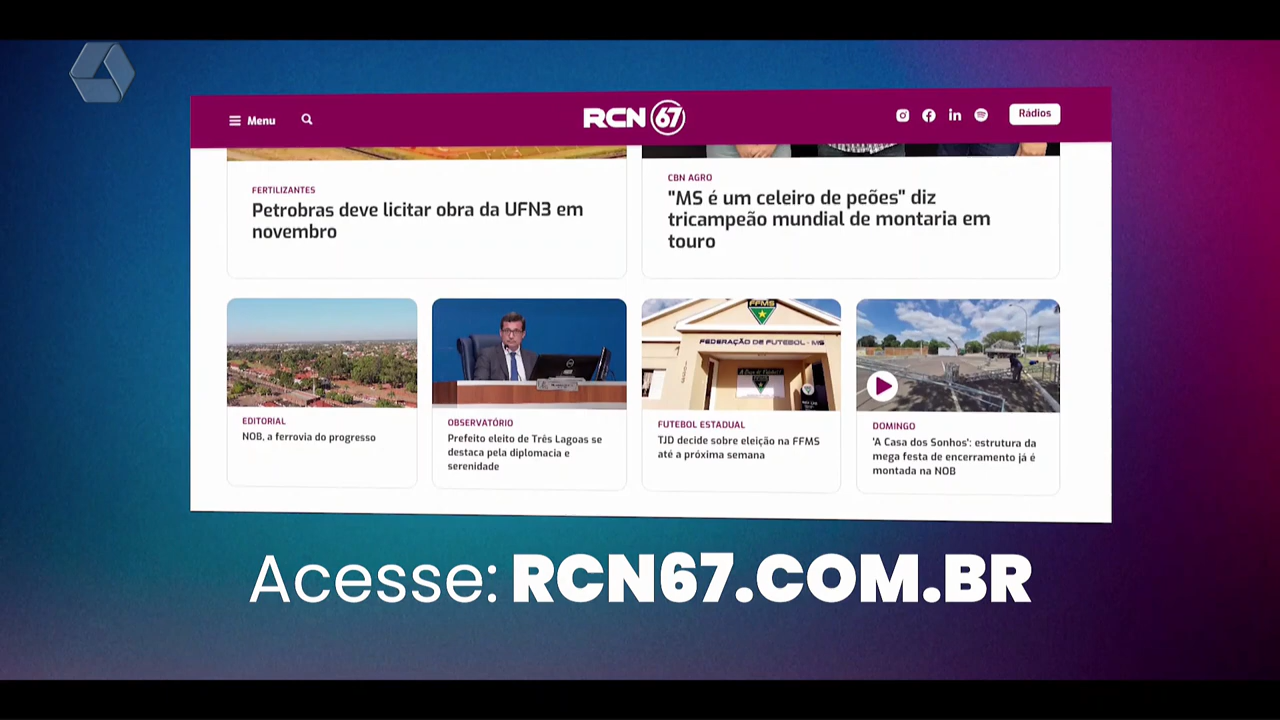 Menu
RCN 67
Rádios
FERTILIZANTES
Petrobras deve licitar obra da UFN3 em
novembro
CBN AGRO
"MS é um celeiro de peões" diz
tricampeão mundial de montaria em
touro
FFMS
FEDERAÇÃO DE FUTEBOL - MS
EDITORIAL
NOB, a ferrovia do progresso
OBSERVATÓRIO
Prefeito eleito de Três Lagoas se
destaca pela diplomacia e
serenidade
FUTEBOL ESTADUAL
TJD decide sobre eleição na FFMS
até a próxima semana
DOMINGO
'A Casa dos Sonhos': estrutura da
mega festa de encerramento já é
montada na NOB
Acesse: RCN67.COM.BR